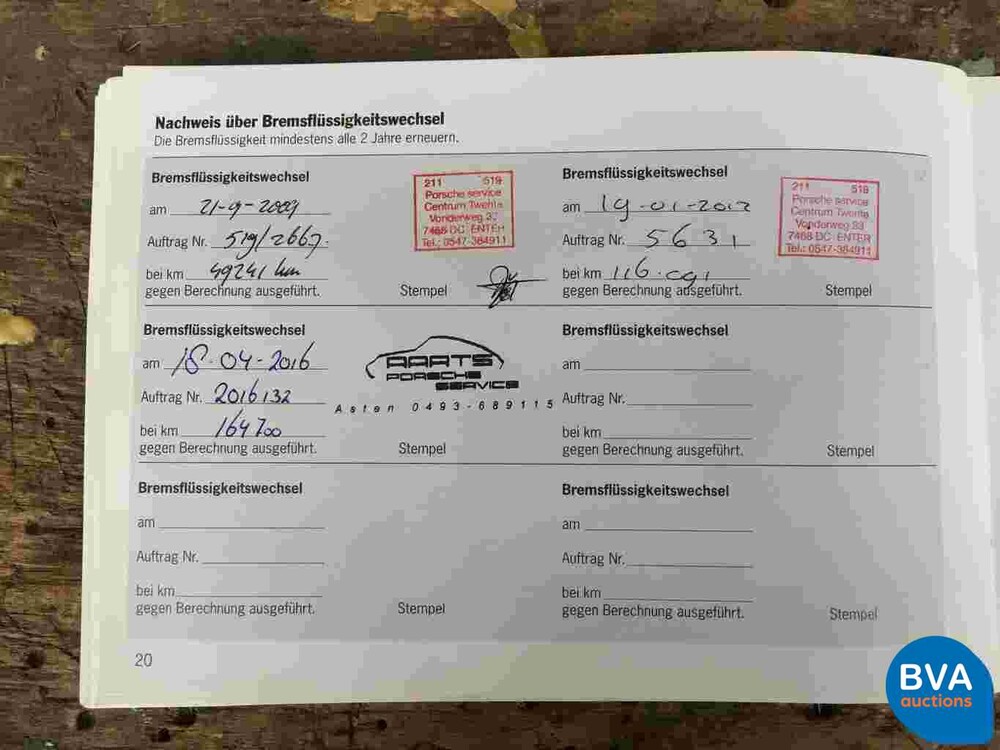 Nachweis über Bremsflüssigkeitswechsel
Die Bremsflüssigkeit mindestens alle 2 Jahre erneuern.
Bremsflüssigkeitswechsel
am 21-9-2009
Auftrag Nr. 519/2667.
bei km 49241 km
gegen Berechnung ausgeführt.
Stempel
211 519
Porsche service
Centrum Twente
Vonderweg 33
7468 DC ENTER
Tel.: 0547-384911
Bremsflüssigkeitswechsel
am 19-01-2012
Auftrag Nr. 5631
bei km 116.091
gegen Berechnung ausgeführt.
Stempel
211 519
Porsche service
Centrum Twente
Vonderweg 33
7468 DC ENTER
Tel.: 0547-384911
Bremsflüssigkeitswechsel
am 18-04-2016
Auftrag Nr. 2016132
bei km 164700
gegen Berechnung ausgeführt.
Stempel
AARTS
PORSCHE
SERVICE
Asten 0493-689115
Bremsflüssigkeitswechsel
am
Auftrag Nr.
bei km
gegen Berechnung ausgeführt.
Stempel
Bremsflüssigkeitswechsel
am
Auftrag Nr.
bei km
gegen Berechnung ausgeführt.
Stempel
Bremsflüssigkeitswechsel
am
Auftrag Nr.
bei km
gegen Berechnung ausgeführt.
Stempel
20
BVA
auctions